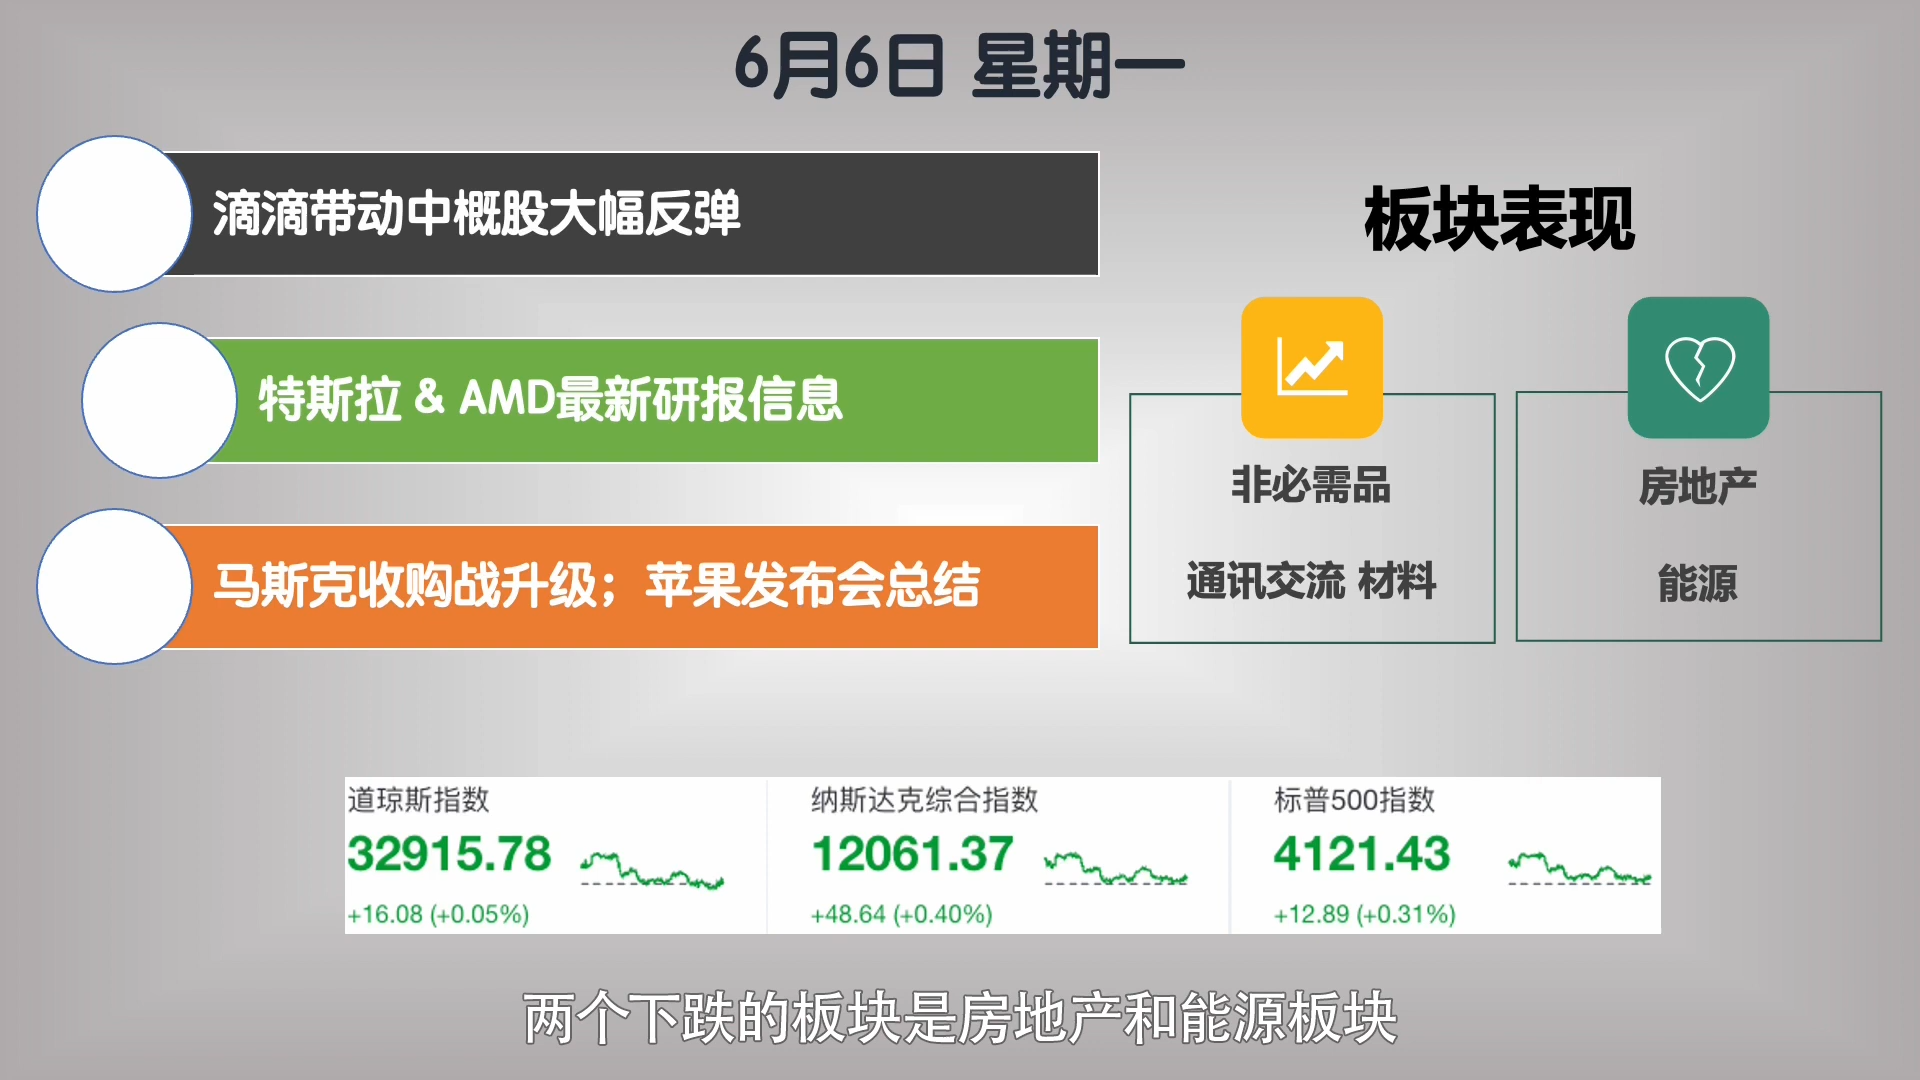 6月6日 星期一
滴滴带动中概股大幅反弹
特斯拉 & AMD最新研报信息
马斯克收购战升级；苹果发布会总结
板块表现
非必需品
通讯交流 材料
房地产
能源
道琼斯指数
32915.78
+16.08 (+0.05%)
纳斯达克综合指数
12061.37
+48.64 (+0.40%)
标普500指数
4121.43
+12.89 (+0.31%)
两个下跌的板块是房地产和能源板块